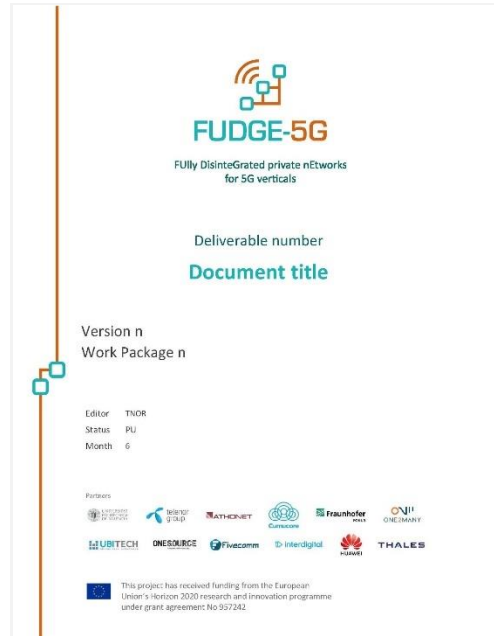 FUDGE-5G
FUlly DisinteGrated private nEtworks
for 5G verticals
Deliverable number
Document title
Version n
Work Package n
Editor TNOR
Status PU
Month 6
Partners
telenor group
ATHONET
Cumucore
Fraunhofer
FOKUS
ONE2MANY
UBITECH
ONESOURCE
Fivecomm
interdigital
HUAWEI
THALES
This project has received funding from the European
Union's Horizon 2020 research and innovation programme
under grant agreement No 957242